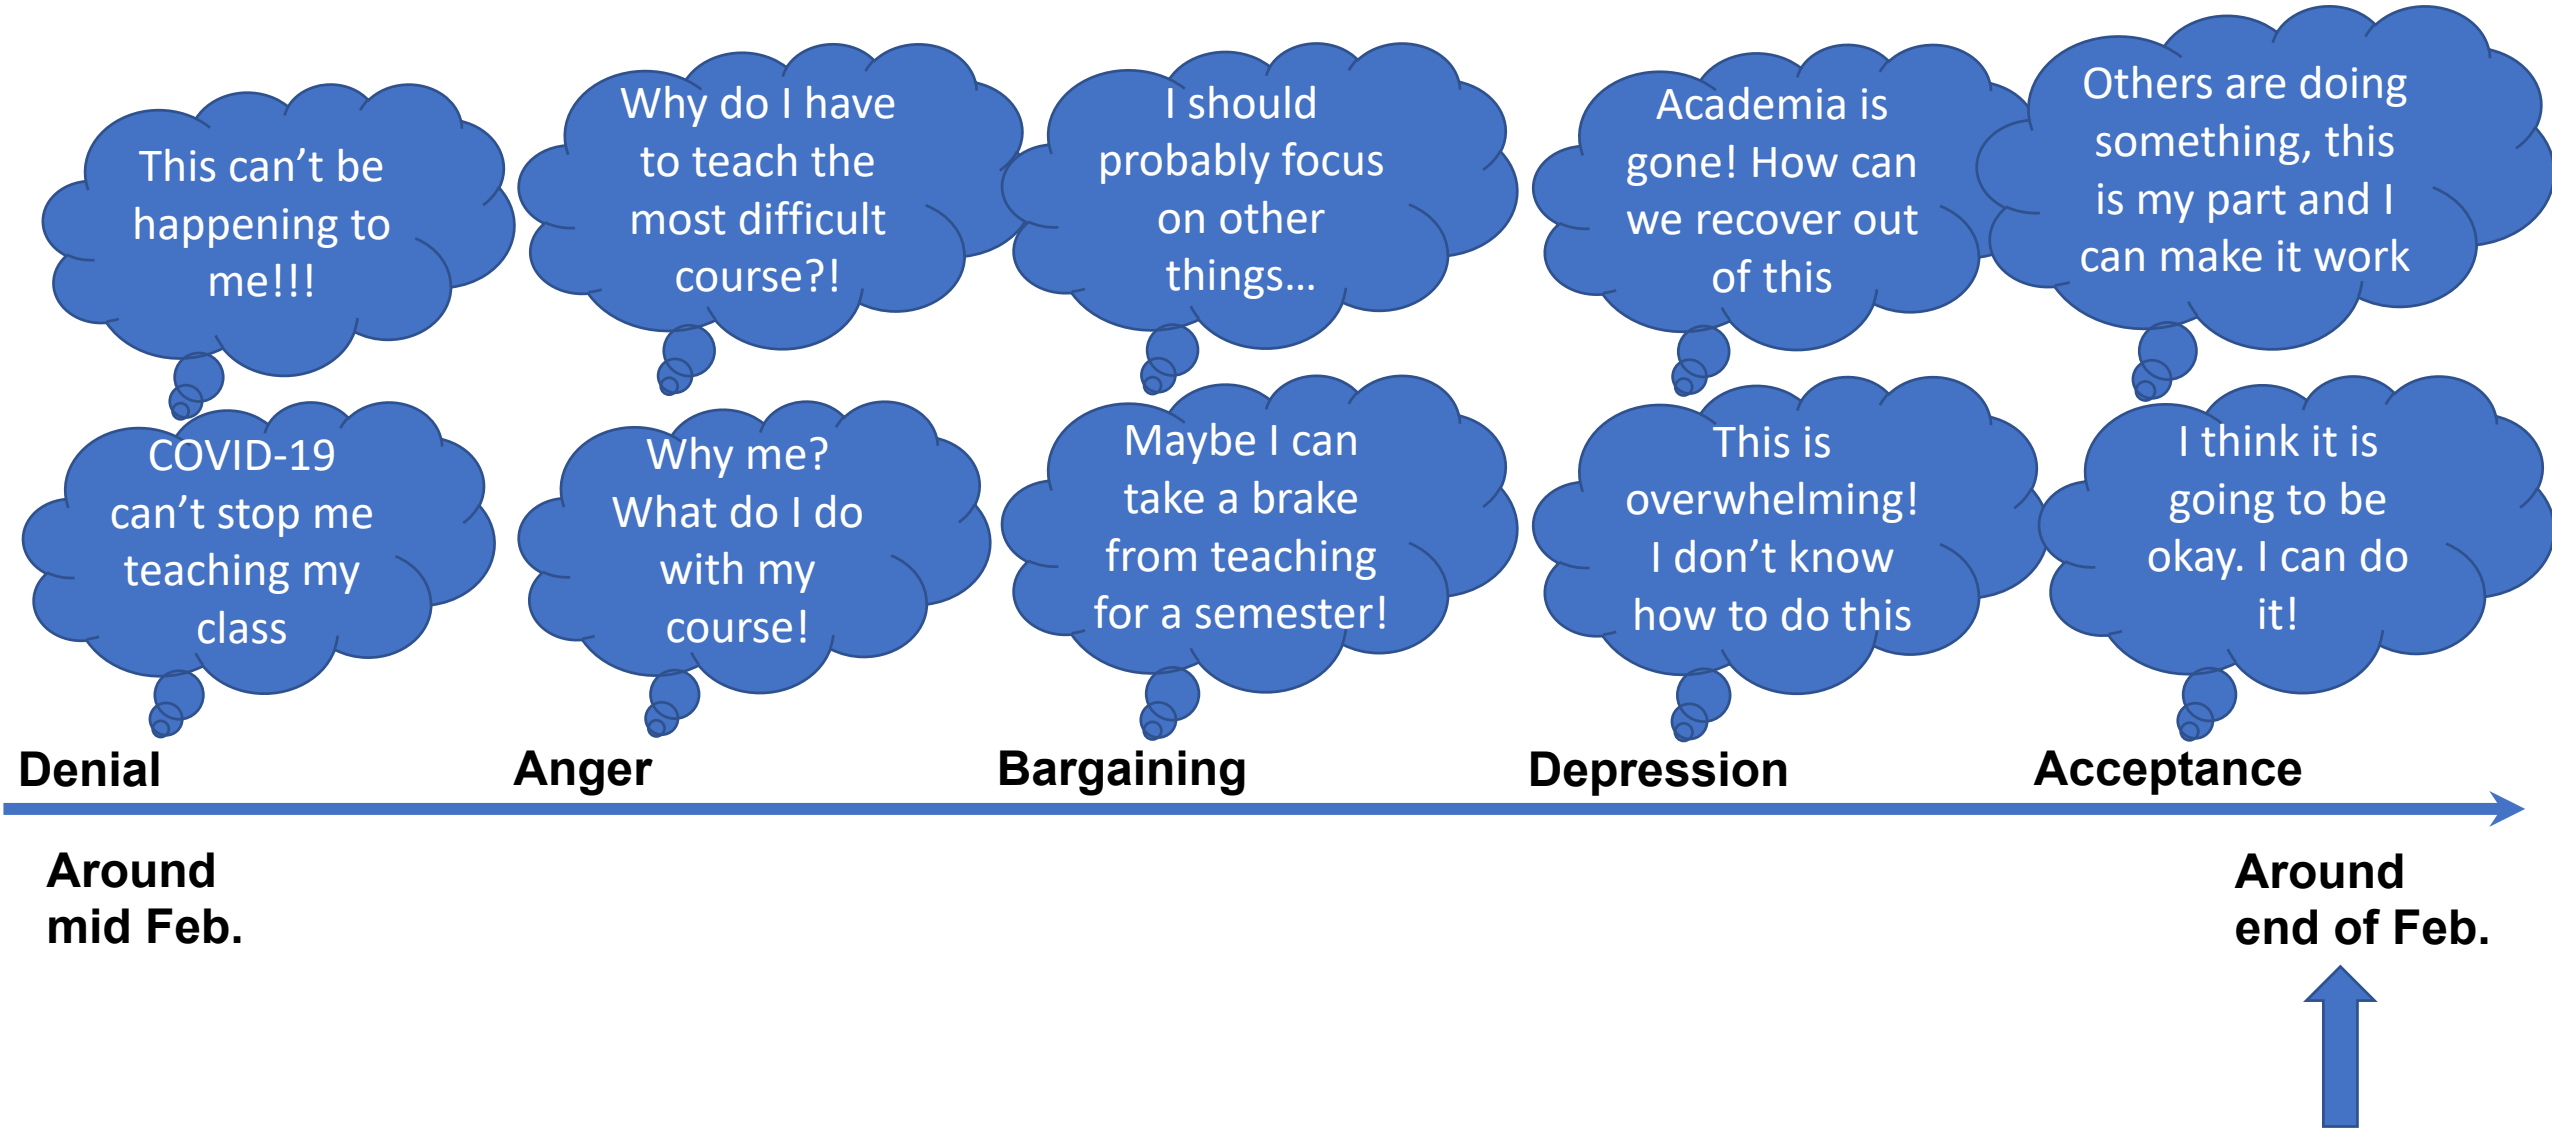 This can’t be
happening to
me!!!
COVID-19
can’t stop me
teaching my
class
Why do I have
to teach the
most difficult
course?!
Why me?
What do I do
with my
course!
I should
probably focus
on other
things...
Maybe I can
take a brake
from teaching
for a semester!
Academia is
gone! How can
we recover out
of this
This is
overwhelming!
I don’t know
how to do this
Others are doing
something, this
is my part and I
can make it work
I think it is
going to be
okay. I can do
it!
Denial
Anger
Bargaining
Depression
Acceptance
Around
mid Feb.
Around
end of Feb.